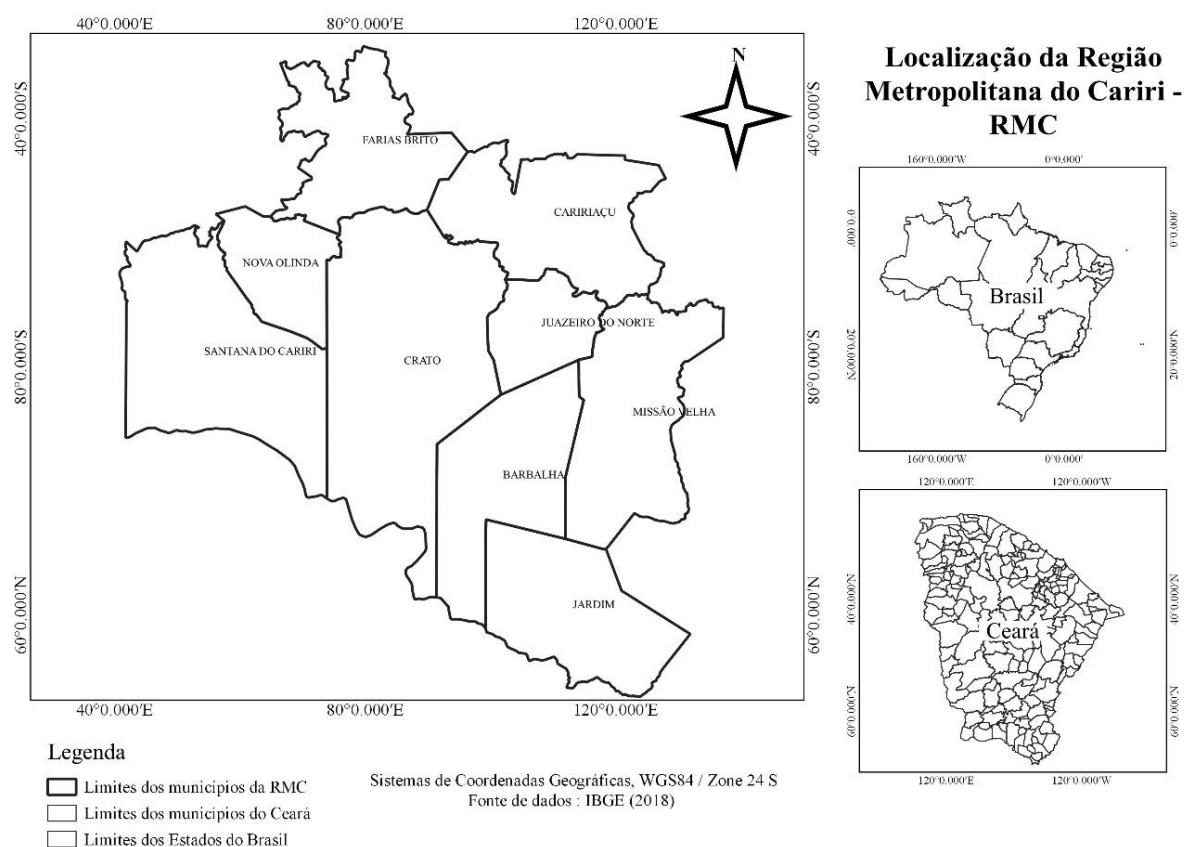 40°0.000'E 80°0.000'E 120°0.000'E
40°0.000'S
80°0.000'S
60°0.000'N
N
FARIAS BRITO
CARIRIAÇU
NOVA OLINDA
JUAZEIRO DO NORTE
SANTANA DO CARIRI
CRATO
MISSÃO VELHA
BARBALHA
JARDIM
40°0.000'S
80°0.000'S
60°0.000'N
40°0.000'E 80°0.000'E 120°0.000'E
Localização da Região
Metropolitana do Cariri -
RMC
160°0.000'W 0°0.000'
0°0.000'
20°0.000'N
Brasil
0°0.000'
20°0.000'N
160°0.000'W 0°0.000'
120°0.000'E 120°0.000'W
40°0.000'N
60°0.000'N
Ceará
40°0.000'N
60°0.000'N
120°0.000'E 120°0.000'W
Legenda
Limites dos municípios da RMC
Limites dos municípios do Ceará
Limites dos Estados do Brasil
Sistemas de Coordenadas Geográficas, WGS84 / Zone 24 S
Fonte de dados : IBGE (2018)